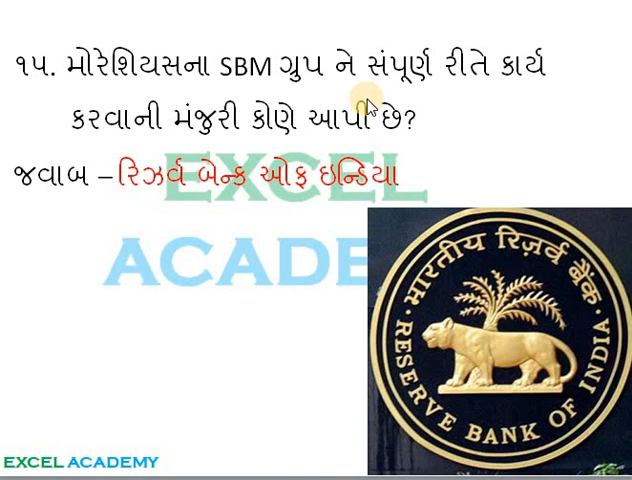 ૧૫. મોરેશિયસના SBM ગ્રુપ ને સંપૂર્ણ રીતે કાર્ય
કરવાની મંજુરી કોણે આપી છે?
જવાબ – રિઝર્વ બેન્ક ઓફ ઇન્ડિયા
EXCEL
ACADE
भारतीय रिज़र्व बैंक
RESERVE BANK OF INDIA
EXCEL ACADEMY